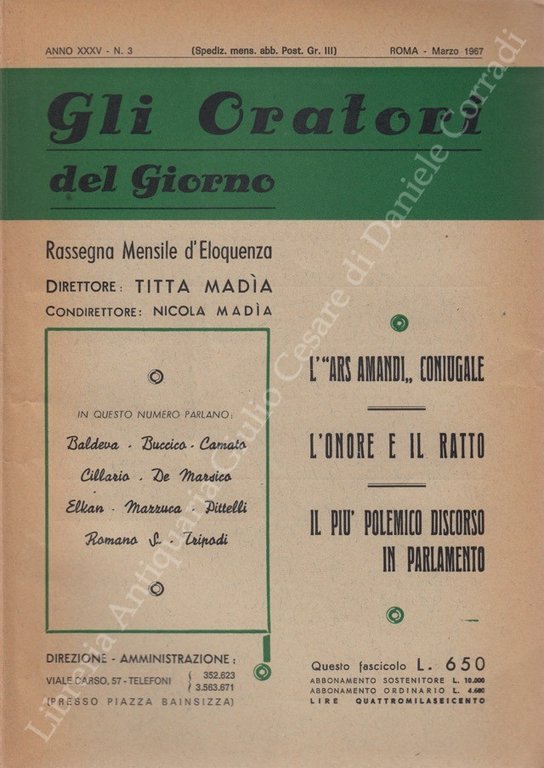 ANNO XXXV - N. 3 (Spediz. mens. abb. Post. Gr. III) ROMA - Marzo 1967
Gli Oratori
del Giorno
Rassegna Mensile d'Eloquenza
DIRETTORE: TITTA MADÌA
CONDIRETTORE: NICOLA MADÌA
IN QUESTO NUMERO PARLANO:
Baldeva - Buccico - Camato
Cillario - De Marsico
Elkan - Mazzuca - Pittelli
Romano S. - Tripodi
L'"ARS AMANDI„ CONIUGALE
L'ONORE E IL RATTO
IL PIU' POLEMICO DISCORSO
IN PARLAMENTO
DIREZIONE - AMMINISTRAZIONE:
VIALE CARSO, 57 - TELEFONI { 352.623
3.563.671
(PRESSO PIAZZA BAINSIZZA)
Questo fascicolo L. 650
ABBONAMENTO SOSTENITORE L. 10.000
ABBONAMENTO ORDINARIO L. 4.600
LIRE QUATTROMILASEICENTO
Libreria Antiquaria Giulio Cesare di Daniele Corradi